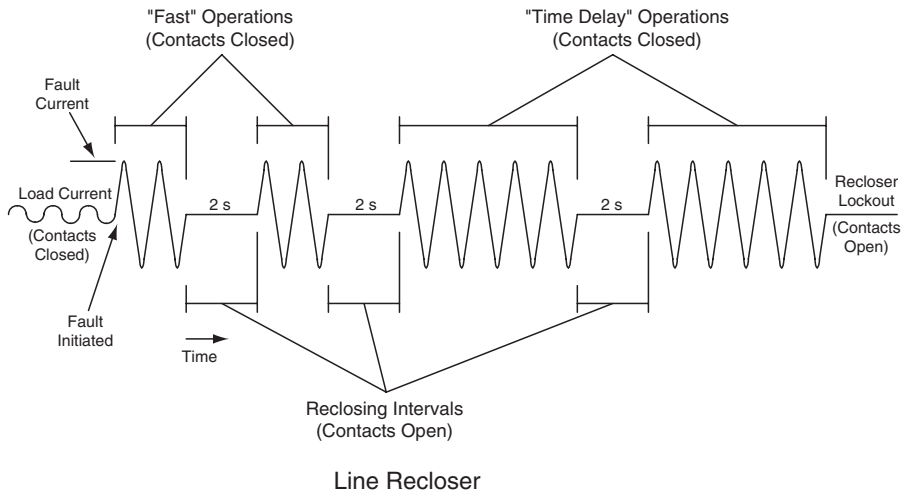 "Fast" Operations
(Contacts Closed)
"Time Delay" Operations
(Contacts Closed)
Fault
Current
Load Current
(Contacts
Closed)
Fault
Initiated
2 s
2 s
2 s
Recloser
Lockout
(Contacts
Open)
Time
Reclosing Intervals
(Contacts Open)
Line Recloser